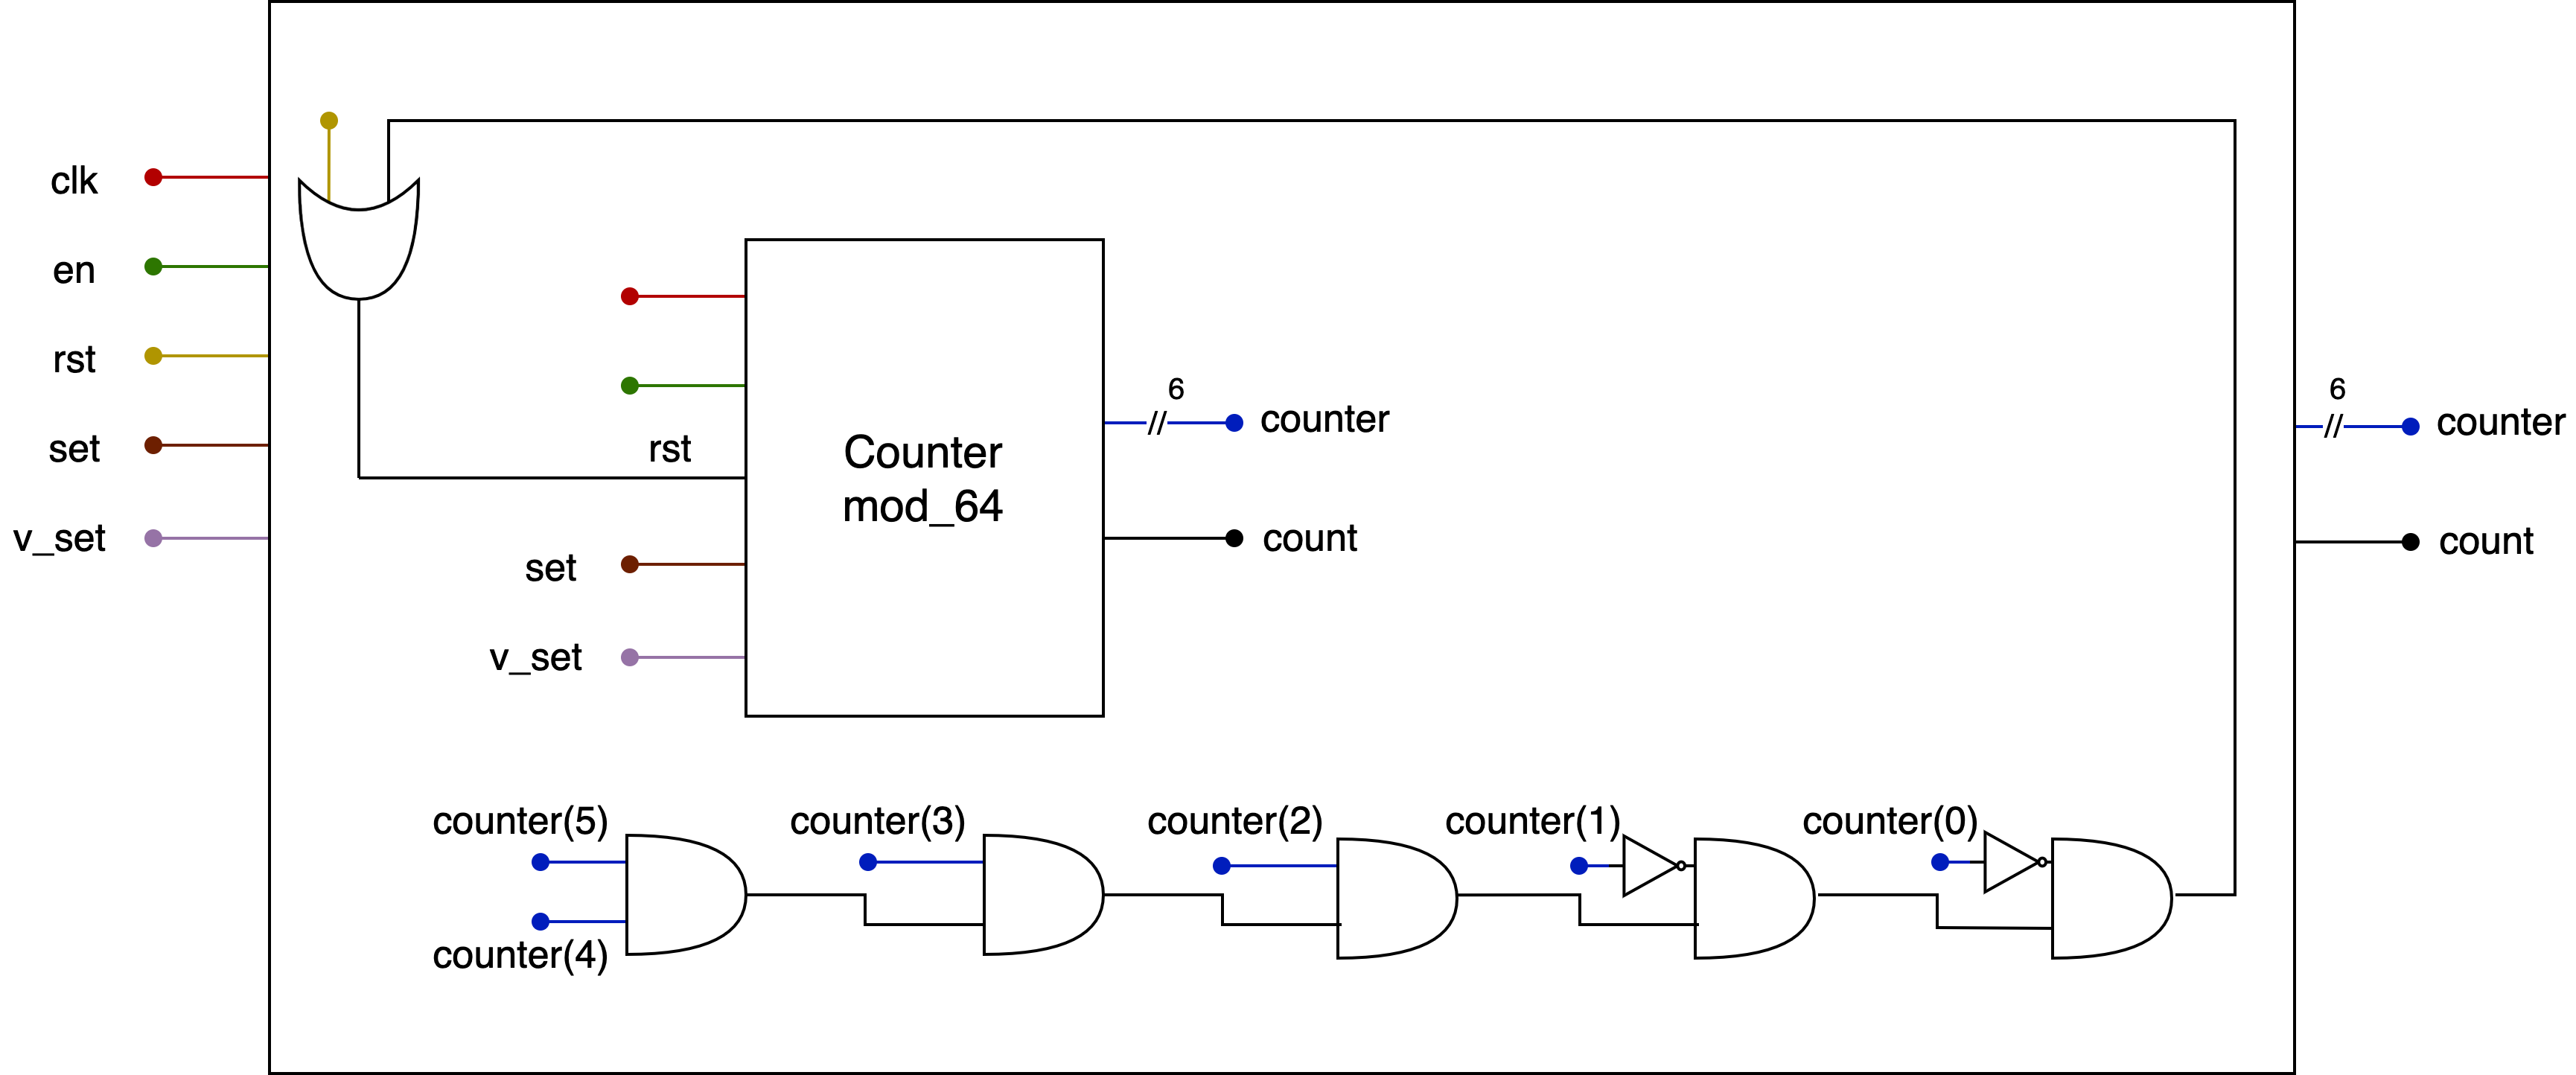 clk
en
rst
set
v_set
rst
set
v_set
Counter
mod_64
6
counter
count
6
counter
count
counter(5)
counter(4)
counter(3)
counter(2)
counter(1)
counter(0)